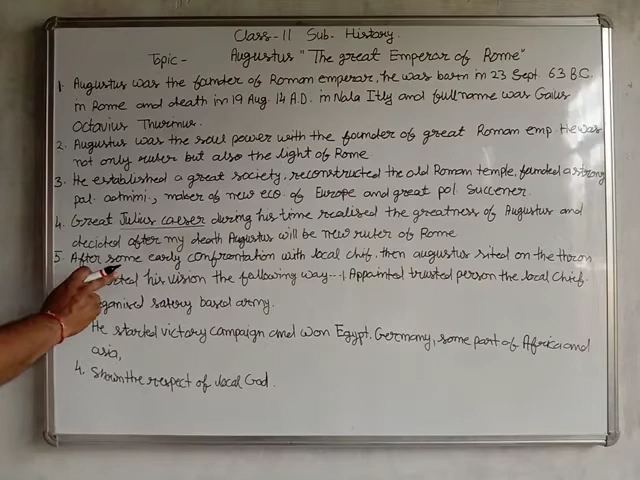 Class-11 Sub- History.
Topic - Augustus "The great Emperor of Rome"
1. Augustus was the founder of Roman emperor, he was born in 23 Sept. 63 B.C.
in Rome and death in 19 Aug. 14 A.D. in Nola Itly and full name was Gaius
Octavius Thurinus.
2. Augustus was the soul power with the founder of great Roman emp. He was
not only ruler but also the light of Rome.
3. He established a great society, reconstructed the old Roman temple, founded a strong
pol. admini., maker of new eco. of Europe and great pol. Succener.
4. Great Julius caeser during his time realised the greatness of Augustus and
decided after my death Augustus will be new ruler of Rome
5. After some early confrontation with local chif, then augustus sited on the thron
his vision the following way-- :1. Appointed trusted person the local chief.
organised salery based army.
He started victory campaign and won Egypt, Germany, some part of Africa and
asia,
4. Shown the respect of local God.